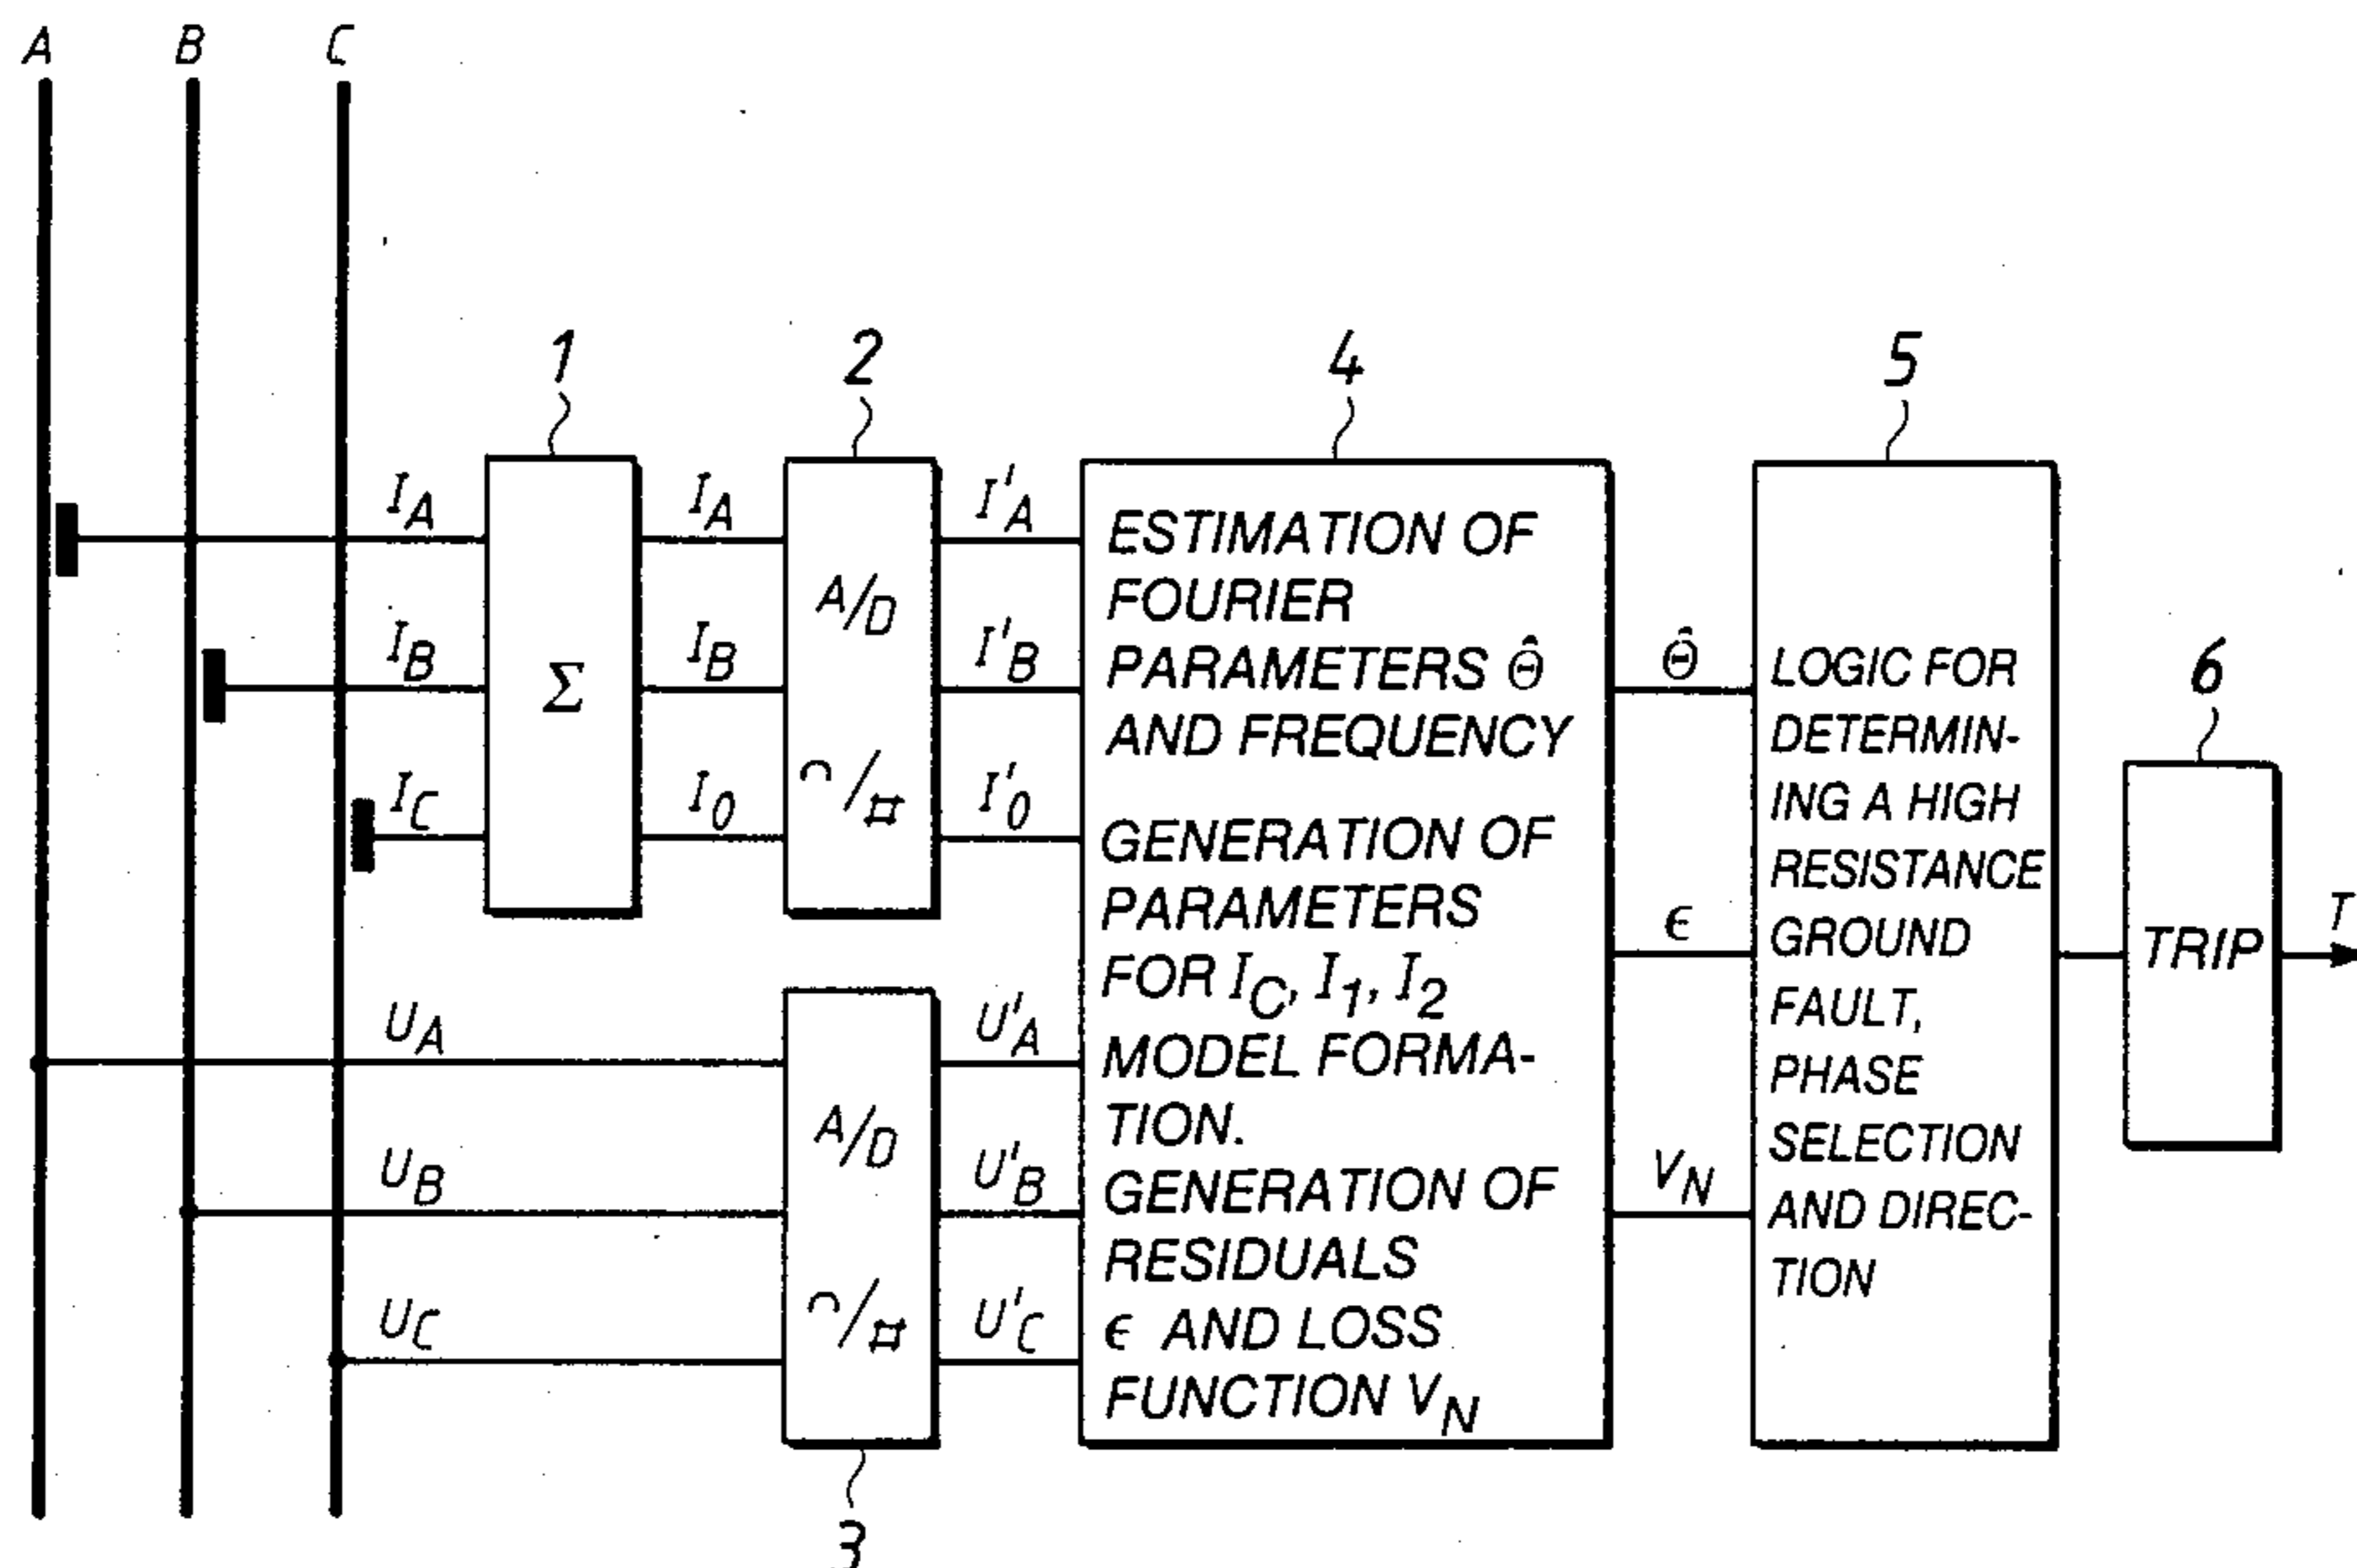 A B C
1 2 4 5 6
I_A I_A I'_A
I_B I_B I'_B
I_C I_0 I'_0
Σ
A/D
∩/⌗
U_A U'_A
U_B U'_B
U_C U'_C
A/D
∩/⌗
3
ESTIMATION OF
FOURIER
PARAMETERS Θ̂
AND FREQUENCY
GENERATION OF
PARAMETERS
FOR I_C, I_1, I_2
MODEL FORMA-
TION.
GENERATION OF
RESIDUALS
ϵ AND LOSS
FUNCTION V_N
Θ̂
ϵ
V_N
LOGIC FOR
DETERMIN-
ING A HIGH
RESISTANCE
GROUND
FAULT,
PHASE
SELECTION
AND DIREC-
TION
TRIP
T